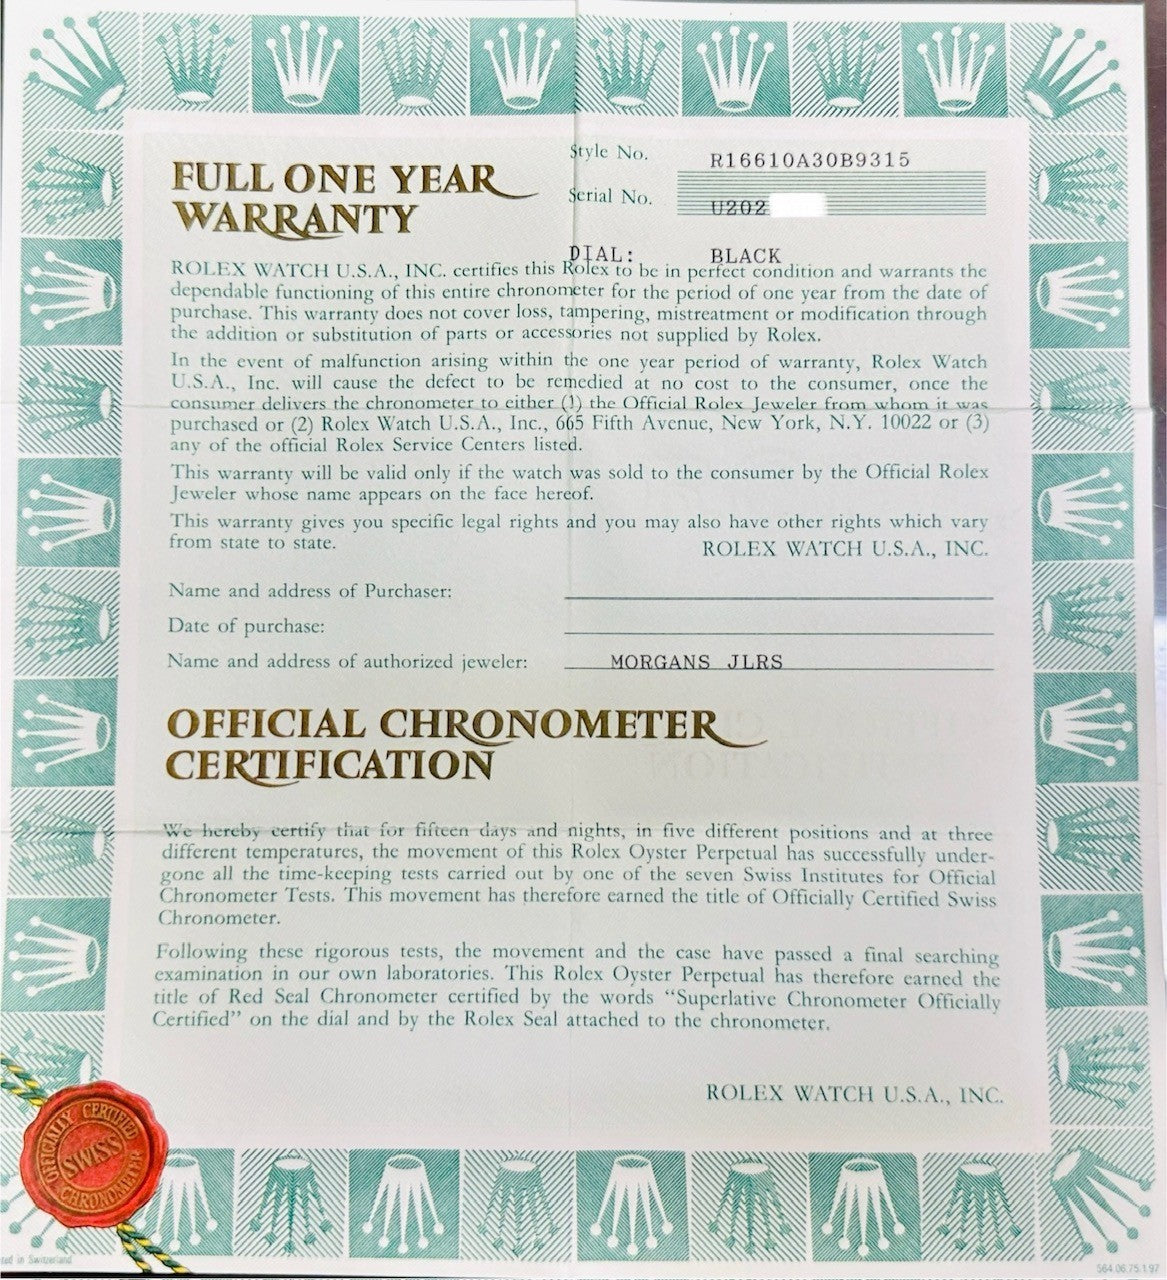 FULL ONE YEAR
WARRANTY
Style No. R16610A30B9315
Serial No. U202
DIAL: BLACK
ROLEX WATCH U.S.A., INC. certifies this Rolex to be in perfect condition and warrants the
dependable functioning of this entire chronometer for the period of one year from the date of
purchase. This warranty does not cover loss, tampering, mistreatment or modification through
the addition or substitution of parts or accessories not supplied by Rolex.
In the event of malfunction arising within the one year period of warranty, Rolex Watch
U.S.A., Inc. will cause the defect to be remedied at no cost to the consumer, once the
consumer delivers the chronometer to either (1) the Official Rolex Jeweler from whom it was
purchased or (2) Rolex Watch U.S.A., Inc., 665 Fifth Avenue, New York, N.Y. 10022 or (3)
any of the official Rolex Service Centers listed.
This warranty will be valid only if the watch was sold to the consumer by the Official Rolex
Jeweler whose name appears on the face hereof.
This warranty gives you specific legal rights and you may also have other rights which vary
from state to state.
ROLEX WATCH U.S.A., INC.
Name and address of Purchaser:
Date of purchase:
Name and address of authorized jeweler: MORGANS JLRS
OFFICIAL CHRONOMETER
CERTIFICATION
We hereby certify that for fifteen days and nights, in five different positions and at three
different temperatures, the movement of this Rolex Oyster Perpetual has successfully under-
gone all the time-keeping tests carried out by one of the seven Swiss Institutes for Official
Chronometer Tests. This movement has therefore earned the title of Officially Certified Swiss
Chronometer.
Following these rigorous tests, the movement and the case have passed a final searching
examination in our own laboratories. This Rolex Oyster Perpetual has therefore earned the
title of Red Seal Chronometer certified by the words “Superlative Chronometer Officially
Certified” on the dial and by the Rolex Seal attached to the chronometer.
ROLEX WATCH U.S.A., INC.
OFFICIALLY CERTIFIED
SWISS
CHRONOMETER
ted in Switzerland
564.06.75.1.97